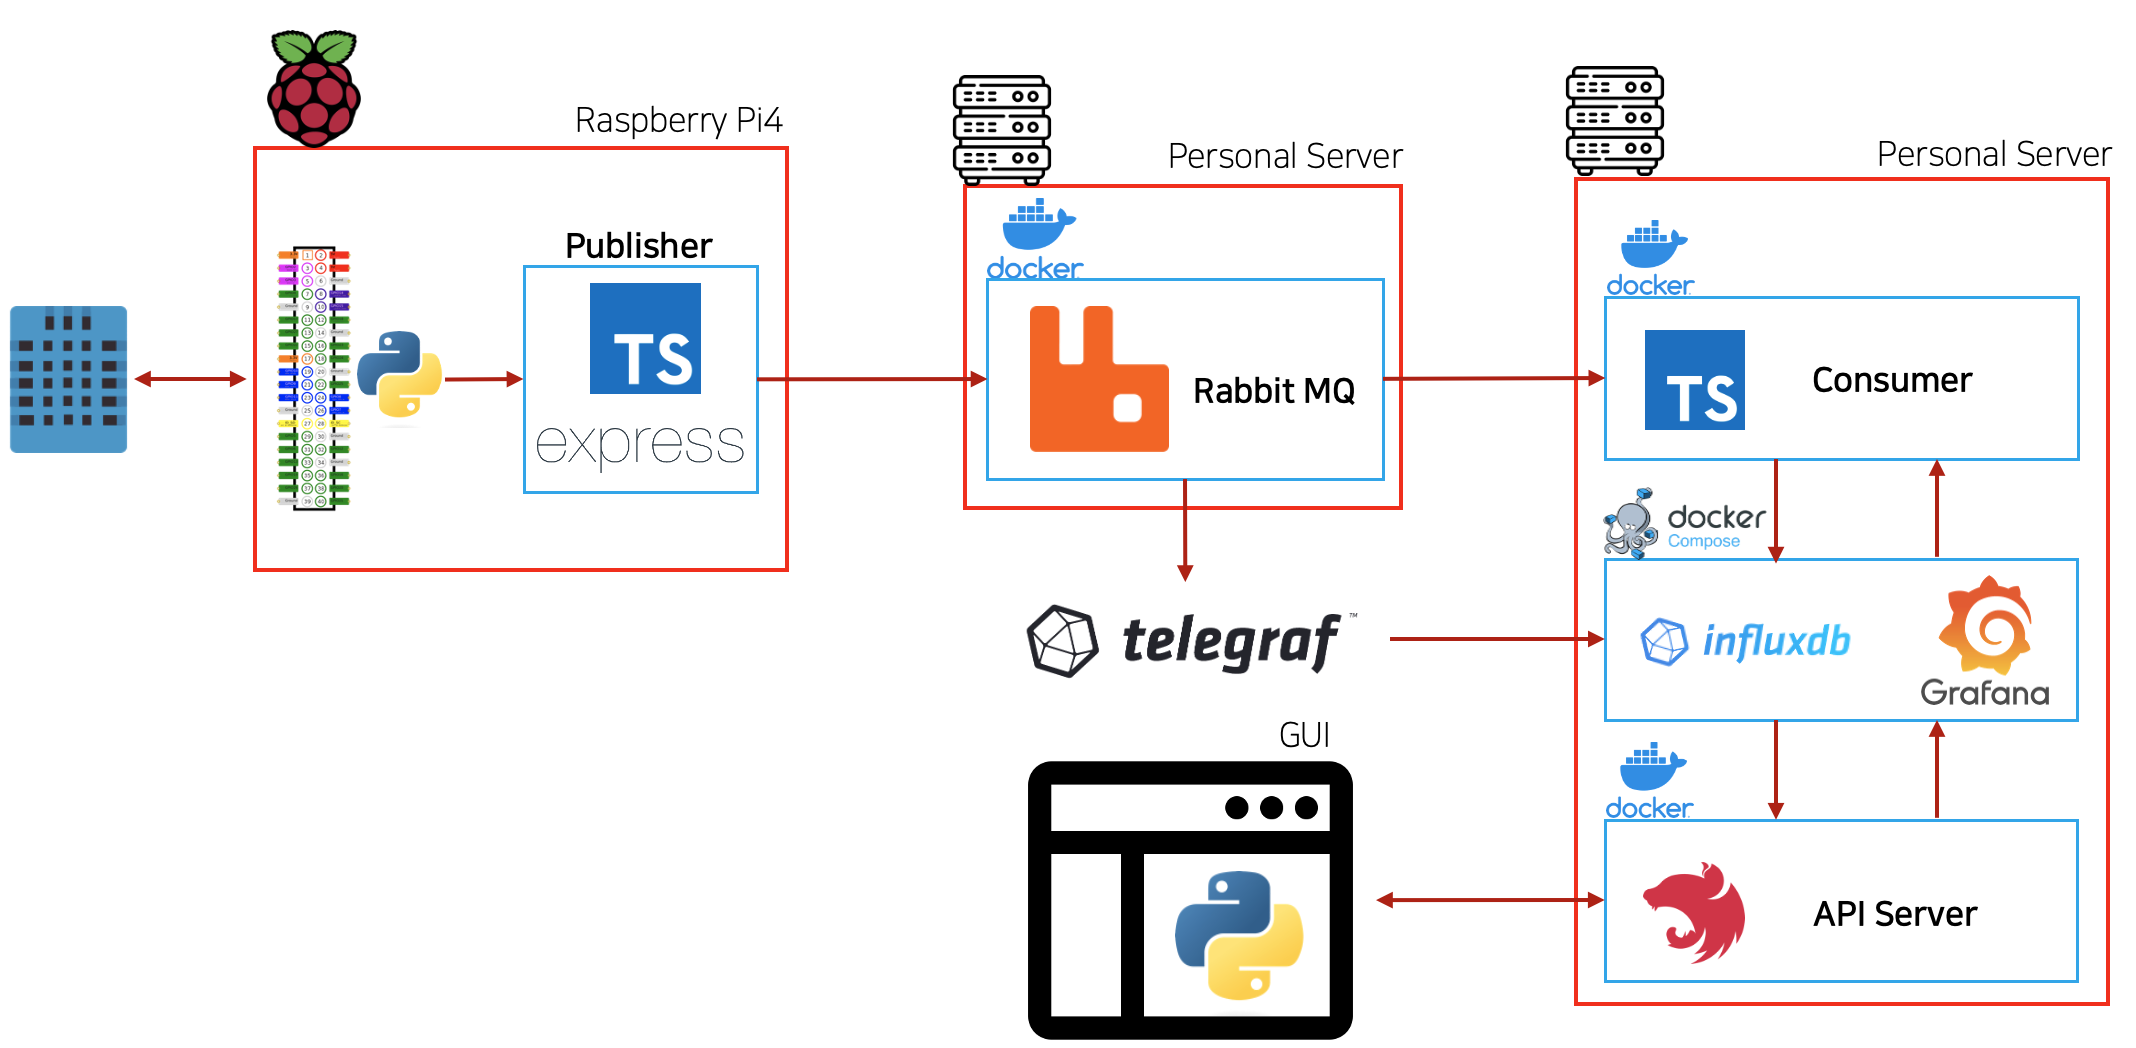 Raspberry Pi4
Personal Server
Personal Server
docker
docker
Publisher
TS
express
Rabbit MQ
TS
Consumer
docker
Compose
telegraf™
influxdb
Grafana
GUI
docker
API Server